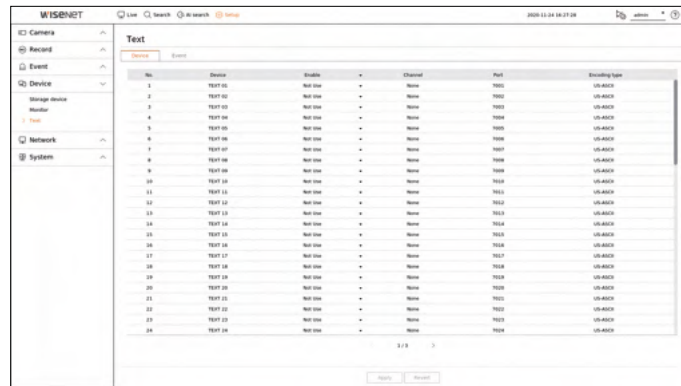 WISENET Live Search AI search Setup 2020-11-24 16:27:28 admin
Camera
Record
Event
Device
Storage device
Monitor
Text
Network
System
Text
Device Event
No. Device Enable Channel Port Encoding type
1 TEXT 01 Not Use None 7001 US-ASCII
2 TEXT 02 Not Use None 7002 US-ASCII
3 TEXT 03 Not Use None 7003 US-ASCII
4 TEXT 04 Not Use None 7004 US-ASCII
5 TEXT 05 Not Use None 7005 US-ASCII
6 TEXT 06 Not Use None 7006 US-ASCII
7 TEXT 07 Not Use None 7007 US-ASCII
8 TEXT 08 Not Use None 7008 US-ASCII
9 TEXT 09 Not Use None 7009 US-ASCII
10 TEXT 10 Not Use None 7010 US-ASCII
11 TEXT 11 Not Use None 7011 US-ASCII
12 TEXT 12 Not Use None 7012 US-ASCII
13 TEXT 13 Not Use None 7013 US-ASCII
14 TEXT 14 Not Use None 7014 US-ASCII
15 TEXT 15 Not Use None 7015 US-ASCII
16 TEXT 16 Not Use None 7016 US-ASCII
17 TEXT 17 Not Use None 7017 US-ASCII
18 TEXT 18 Not Use None 7018 US-ASCII
19 TEXT 19 Not Use None 7019 US-ASCII
20 TEXT 20 Not Use None 7020 US-ASCII
21 TEXT 21 Not Use None 7021 US-ASCII
22 TEXT 22 Not Use None 7022 US-ASCII
23 TEXT 23 Not Use None 7023 US-ASCII
24 TEXT 24 Not Use None 7024 US-ASCII
Apply Revert